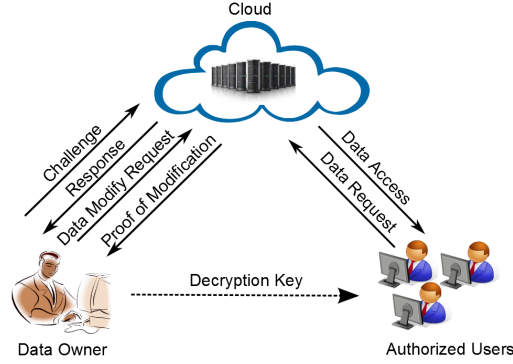 Cloud
Challenge
Response
Data Modify Request
Proof of Modification
Data Access
Data Request
Decryption Key
Data Owner
Authorized Users